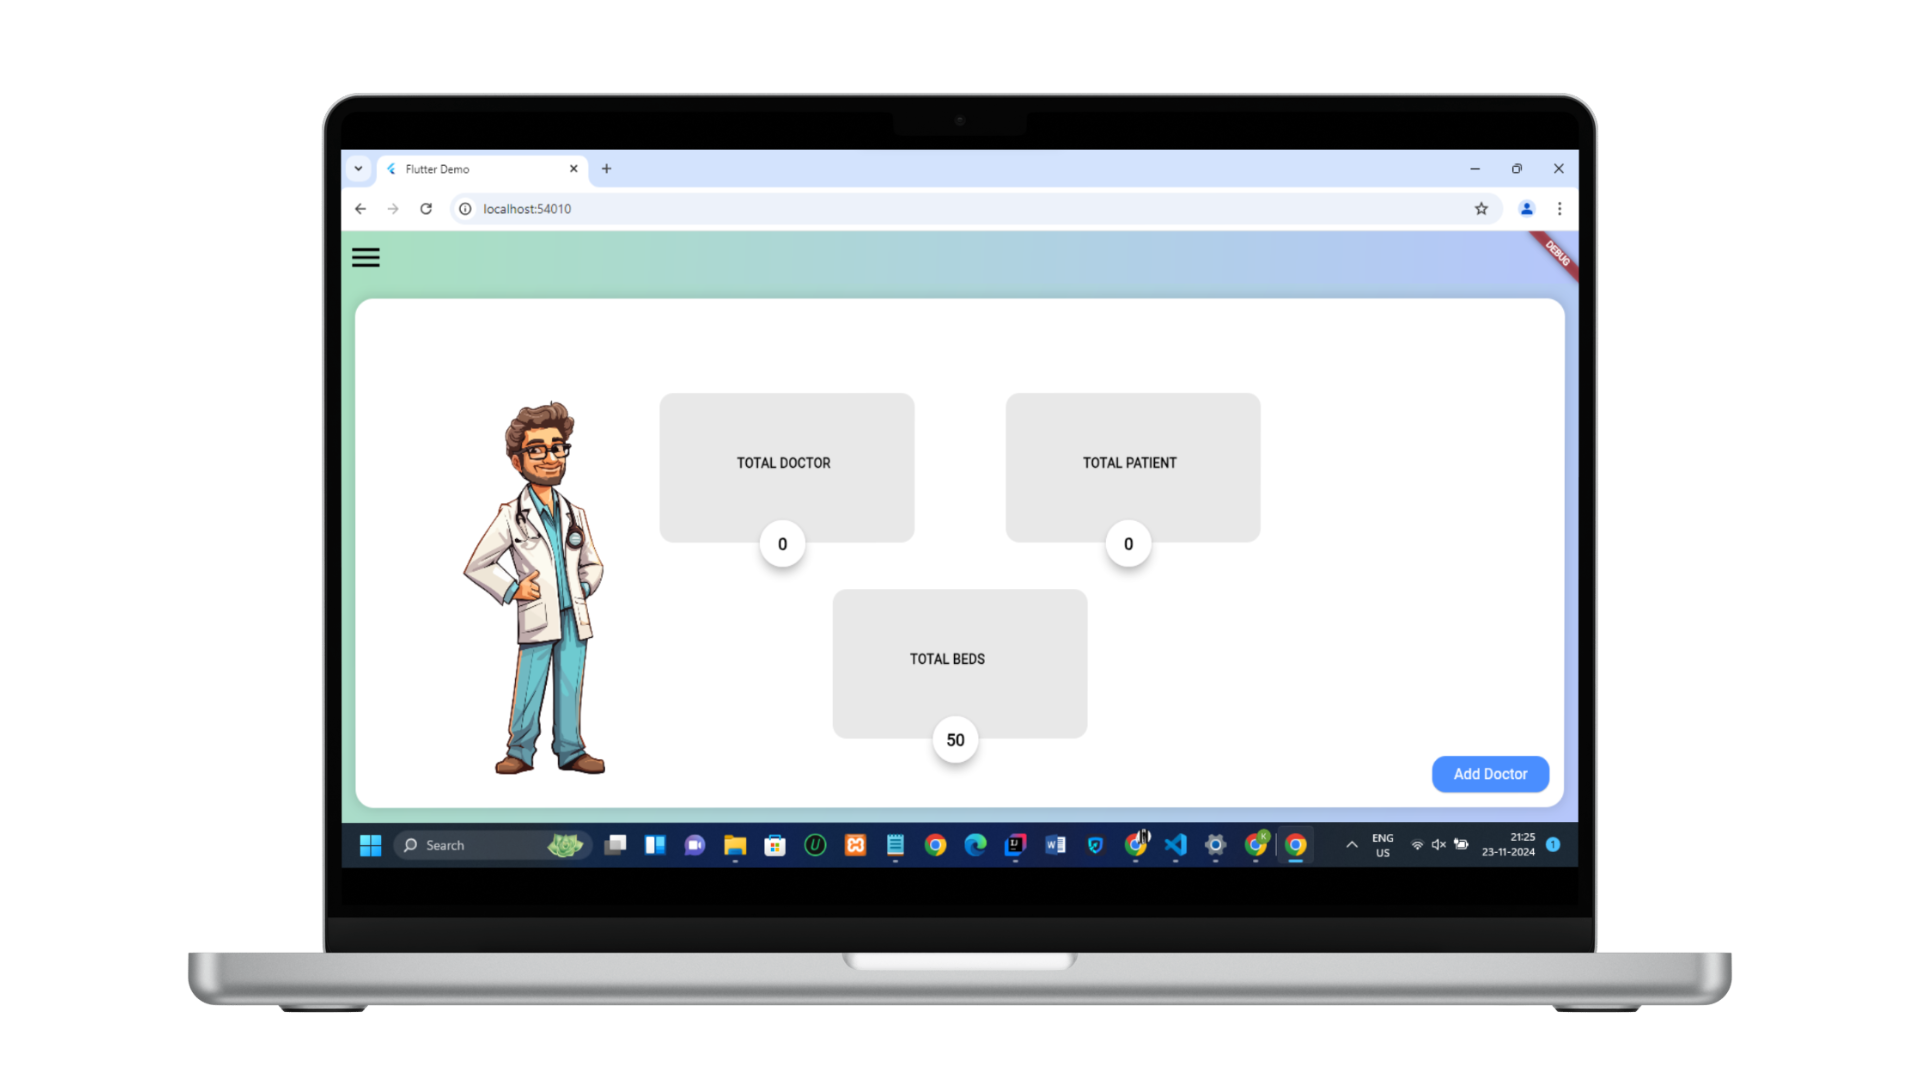 Flutter Demo
localhost:54010
DEBUG
TOTAL DOCTOR
TOTAL PATIENT
0
0
TOTAL BEDS
50
Add Doctor
Search
ENG
US
21:25
23-11-2024
1